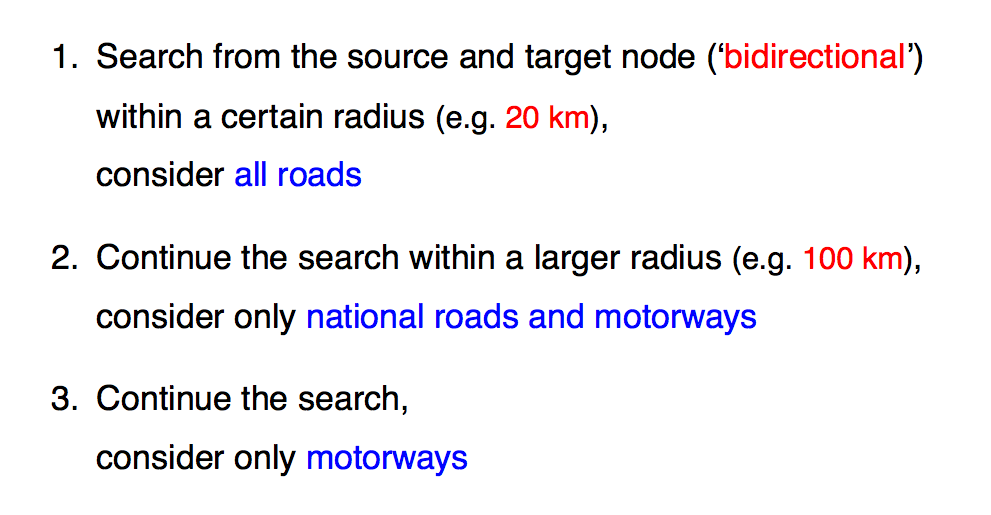 1. Search from the source and target node (‘bidirectional’)
within a certain radius (e.g. 20 km),
consider all roads
2. Continue the search within a larger radius (e.g. 100 km),
consider only national roads and motorways
3. Continue the search,
consider only motorways